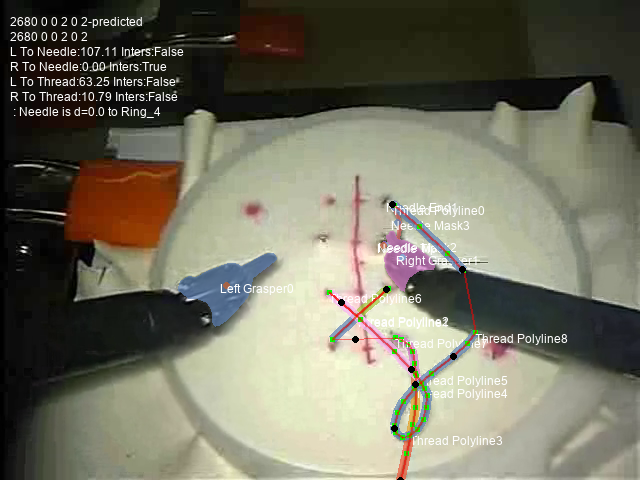 2680 0 0 2 0 2-predicted
2680 0 0 2 0 2
L To Needle:107.11 Inters:False
R To Needle:0.00 Inters:True
L To Thread:63.25 Inters:False
R To Thread:10.79 Inters:False
: Needle is d=0.0 to Ring_4
Needle End1
Thread Polyline0
Needle Mask3
Right Grasper1
Left Grasper0
Thread Polyline6
Thread Polyline8
Thread Polyline5
Thread Polyline4
Thread Polyline3